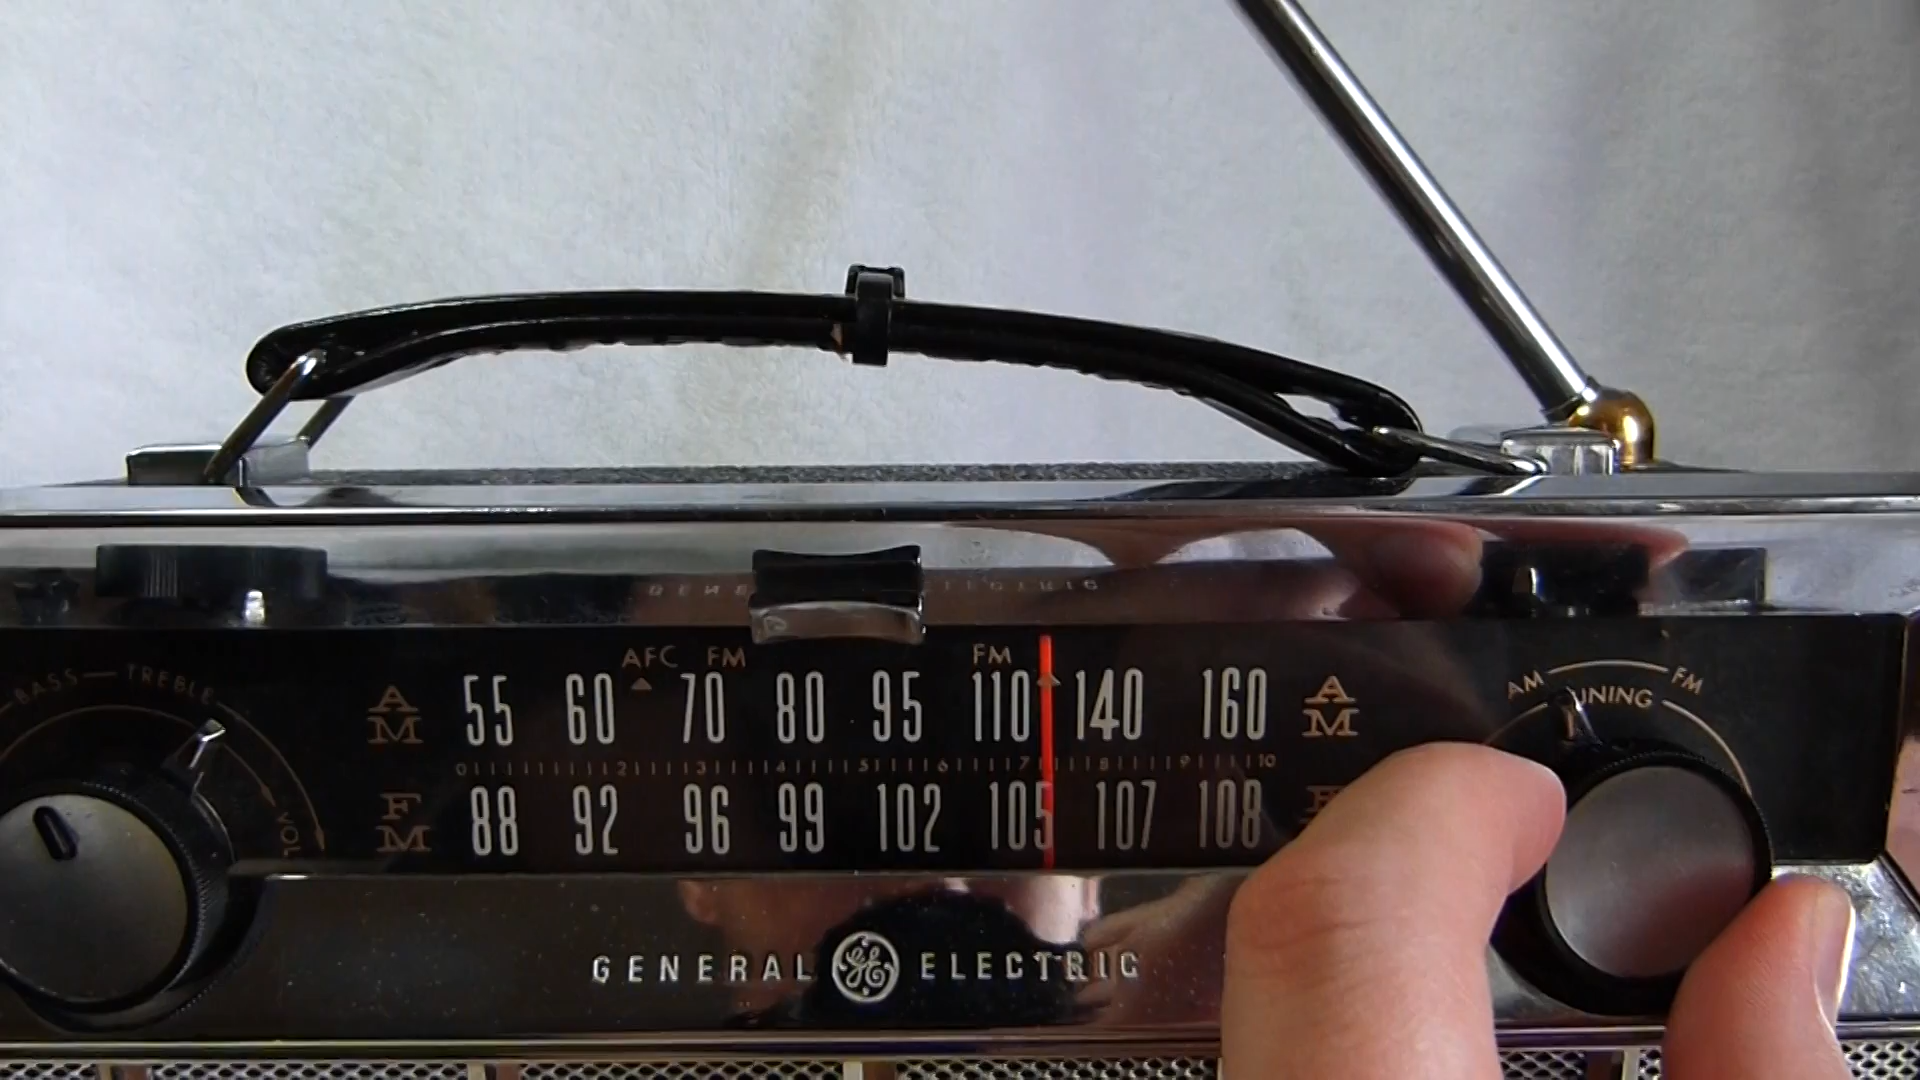 BASS TREBLE
VOL
AFC FM FM
AM 55 60 70 80 95 110 140 160 AM
0 2 3 4 5 6 7 8 9 10
FM 88 92 96 99 102 105 107 108
AM FM
TUNING
GENERAL GE ELECTRIC